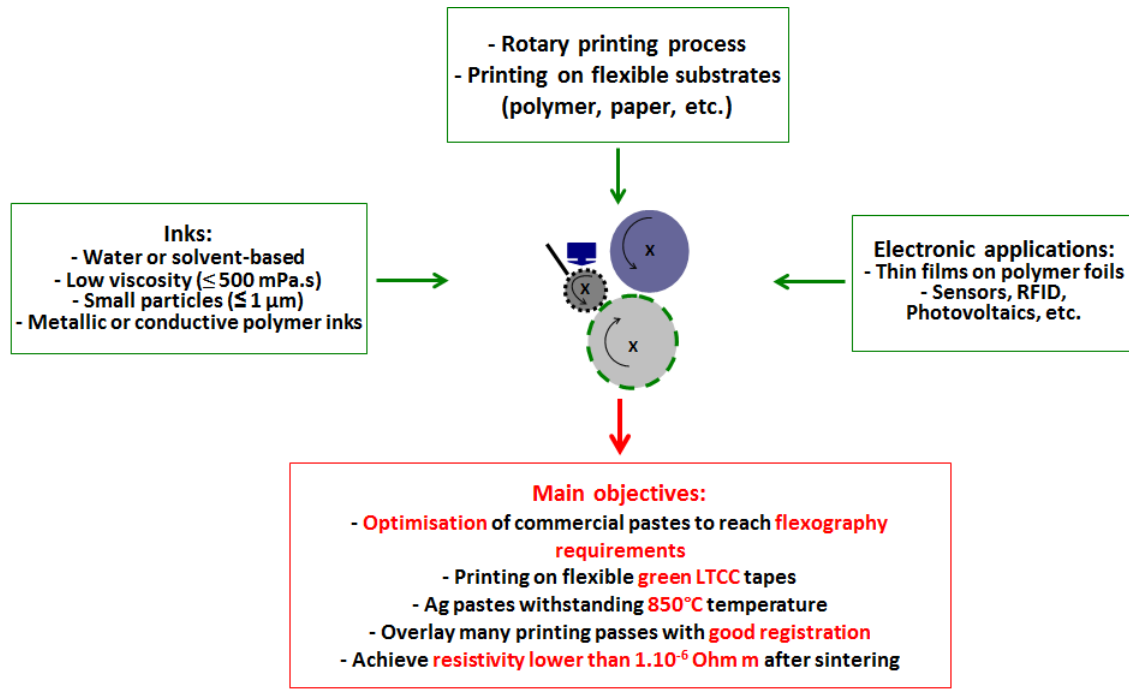 - Rotary printing process
- Printing on flexible substrates
(polymer, paper, etc.)
Inks:
- Water or solvent-based
- Low viscosity (≤ 500 mPa.s)
- Small particles (≤ 1 µm)
- Metallic or conductive polymer inks
X
X
X
Electronic applications:
- Thin films on polymer foils
- Sensors, RFID,
Photovoltaics, etc.
Main objectives:
- Optimisation of commercial pastes to reach flexography
requirements
- Printing on flexible green LTCC tapes
- Ag pastes withstanding 850°C temperature
- Overlay many printing passes with good registration
- Achieve resistivity lower than 1.10⁻⁶ Ohm m after sintering